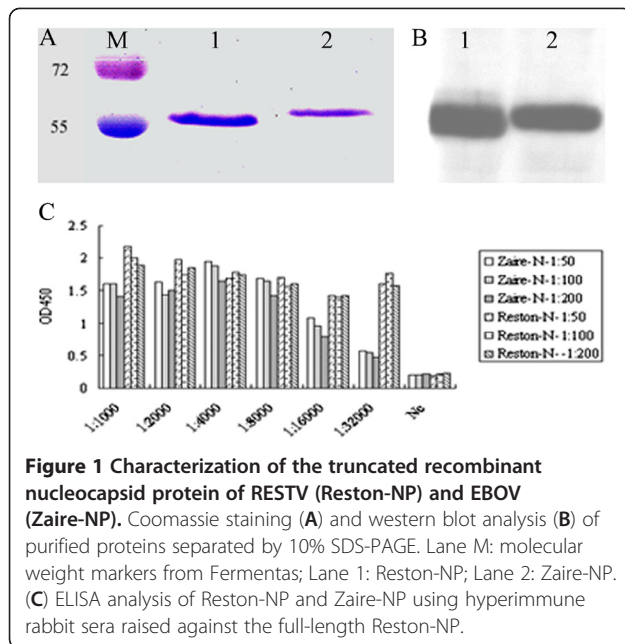 A M 1 2 B 1 2
72
55
C
2.5
2
1.5
1
0.5
0
OD450
1:1000 1:2000 1:4000 1:8000 1:16000 1:32000 Ne
Zaire-N-1:50
Zaire-N-1:100
Zaire-N-1:200
Reston-N-1:50
Reston-N-1:100
Reston-N--1:200
Figure 1 Characterization of the truncated recombinant
nucleocapsid protein of RESTV (Reston-NP) and EBOV
(Zaire-NP). Coomassie staining (A) and western blot analysis (B) of
purified proteins separated by 10% SDS-PAGE. Lane M: molecular
weight markers from Fermentas; Lane 1: Reston-NP; Lane 2: Zaire-NP.
(C) ELISA analysis of Reston-NP and Zaire-NP using hyperimmune
rabbit sera raised against the full-length Reston-NP.